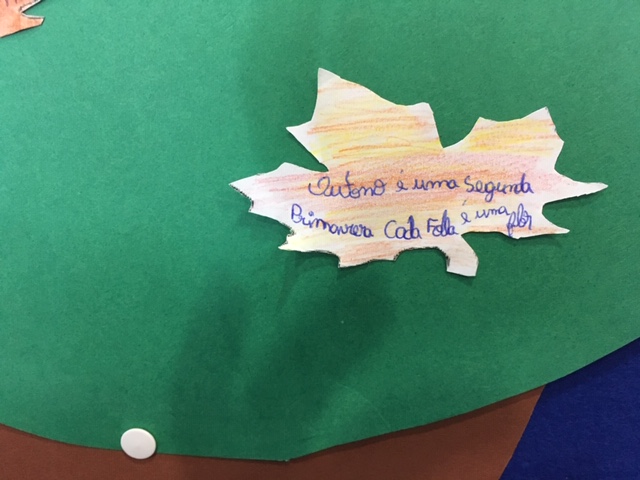 Outono é uma segunda
Primavera Cada Folha é uma flor